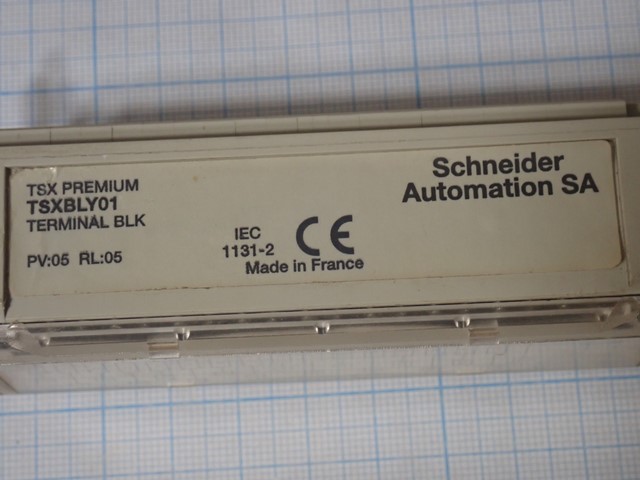 TSX PREMIUM
TSXBLY01
TERMINAL BLK
PV:05 RL:05
IEC
1131-2
CE
Made in France
Schneider
Automation SA